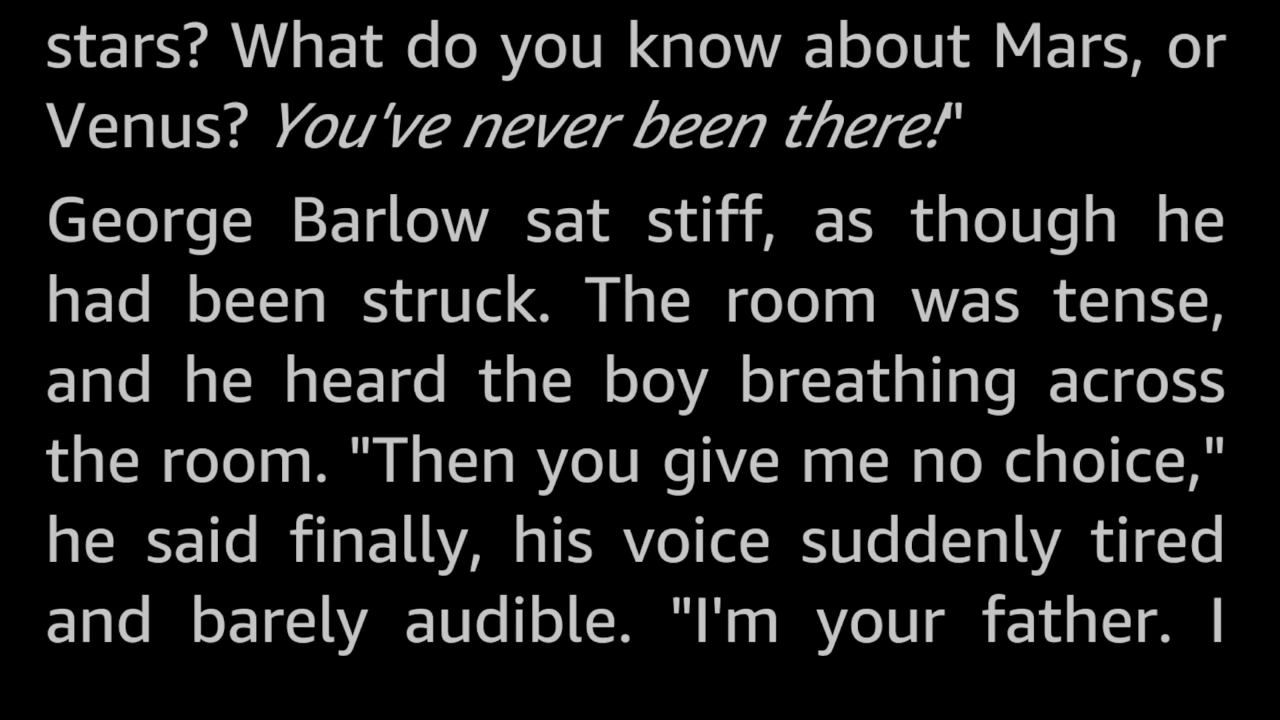 stars? What do you know about Mars, or
Venus? You've never been there!"
George Barlow sat stiff, as though he
had been struck. The room was tense,
and he heard the boy breathing across
the room. "Then you give me no choice,"
he said finally, his voice suddenly tired
and barely audible. "I'm your father. I